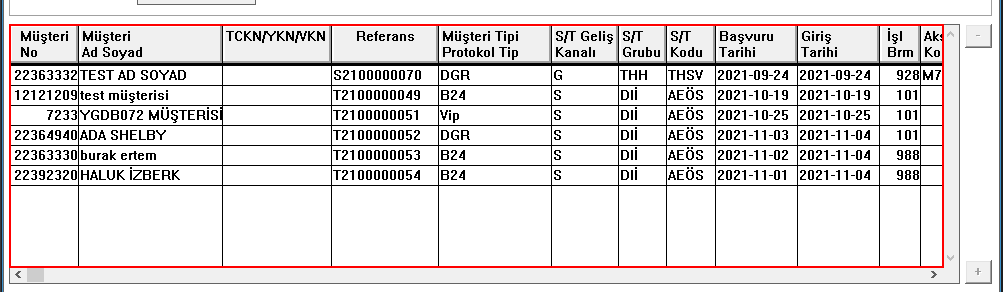 Müşteri No Müşteri Ad Soyad TCKN/YKN/VKN Referans Müşteri Tipi Protokol Tip S/T Geliş Kanalı S/T Grubu S/T Kodu Başvuru Tarihi Giriş Tarihi İşl Brm Aks Ko
22363332 TEST AD SOYAD S2100000070 DGR G THH THSV 2021-09-24 2021-09-24 928 M7
12121209 test müşterisi T2100000049 B24 S Dİİ AEÖS 2021-10-19 2021-10-19 101
7233 YGDB072 MÜŞTERİSİ T2100000051 Vip S Dİİ AEÖS 2021-10-25 2021-10-25 101
22364940 ADA SHELBY T2100000052 DGR S Dİİ AEÖS 2021-11-03 2021-11-04 101
22363330 burak ertem T2100000053 B24 S Dİİ AEÖS 2021-11-02 2021-11-04 988
22392320 HALUK İZBERK T2100000054 B24 S Dİİ AEÖS 2021-11-01 2021-11-04 988